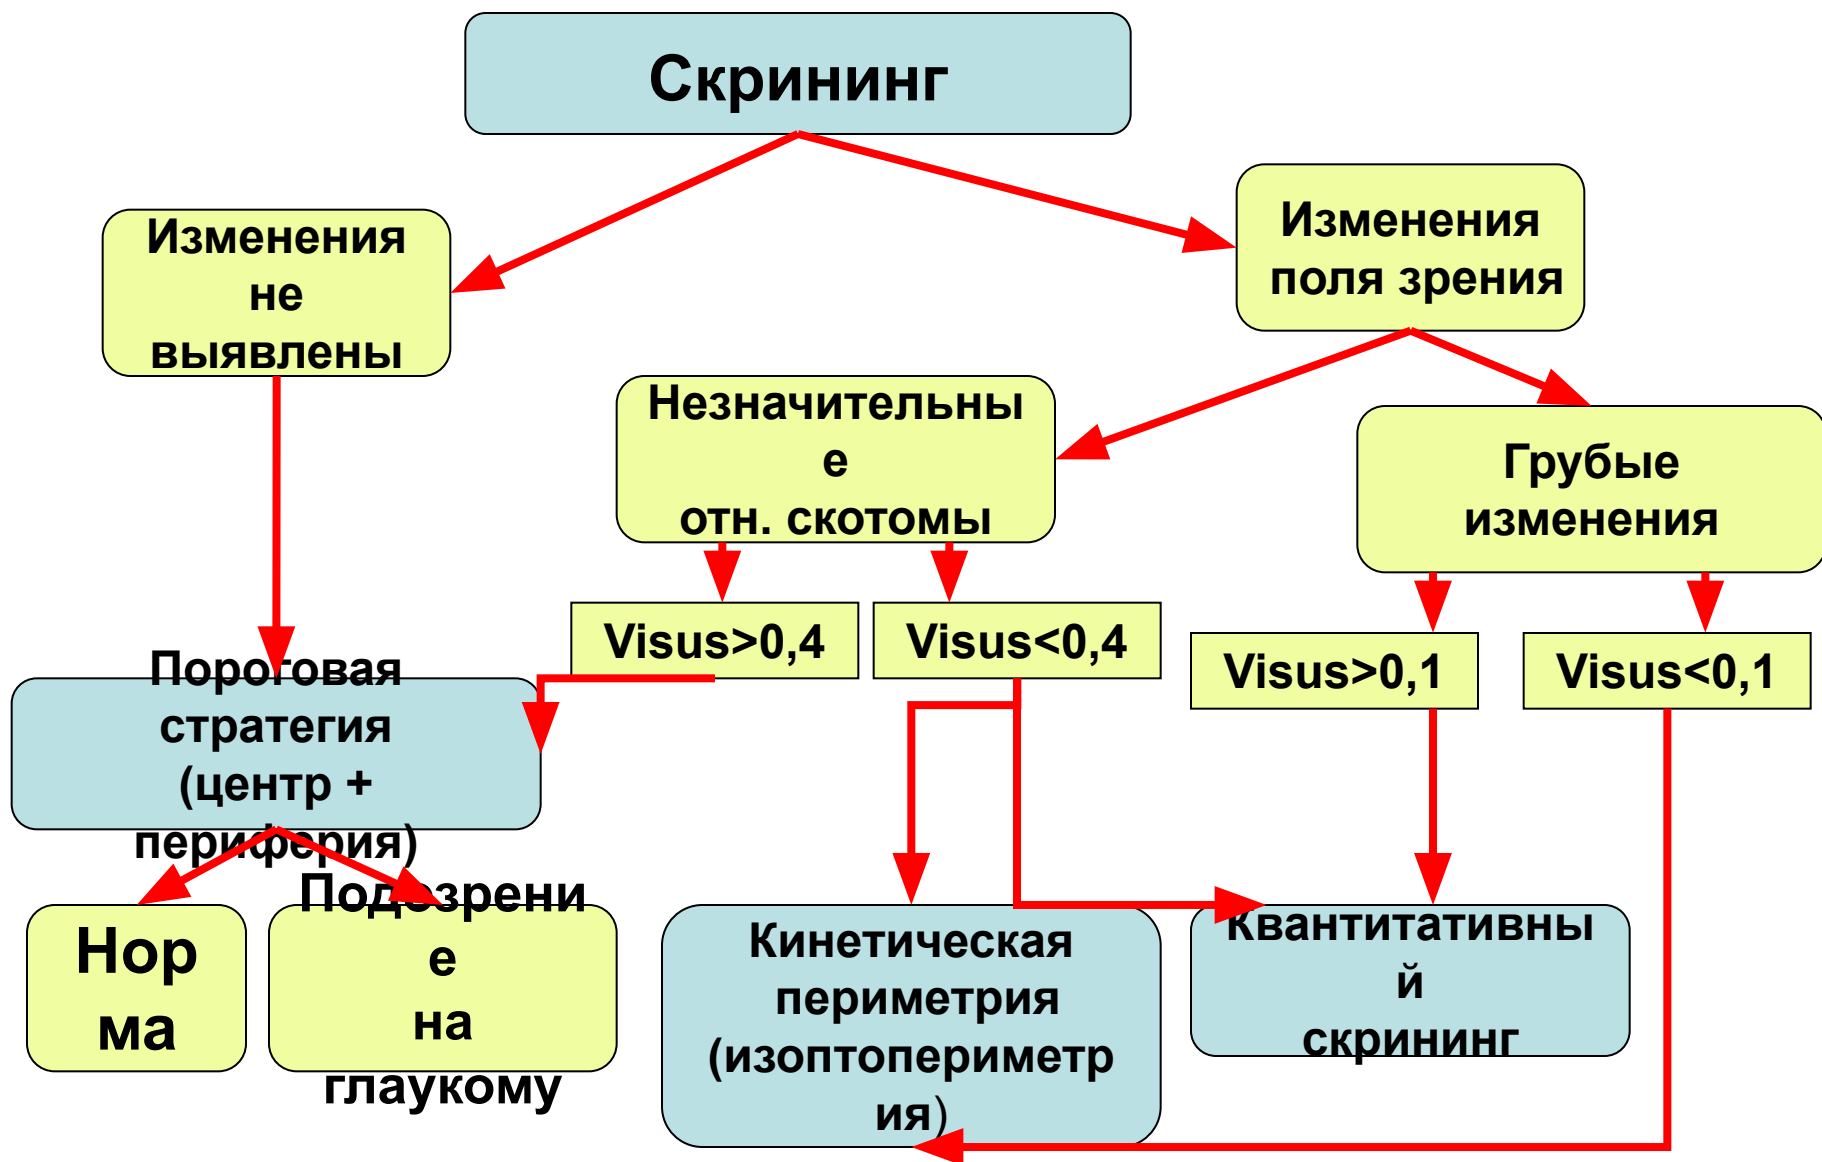 Скрининг
Изменения
не
выявлены
Изменения
поля зрения
Незначительны
е
отн. скотомы
Грубые
изменения
Visus>0,4
Visus<0,4
Visus>0,1
Visus<0,1
Пороговая
стратегия
(центр +
периферия)
Нор
ма
Подозрени
е
на
глаукому
Кинетическая
периметрия
(изоптопериметр
ия)
Квантитативны
й
скрининг